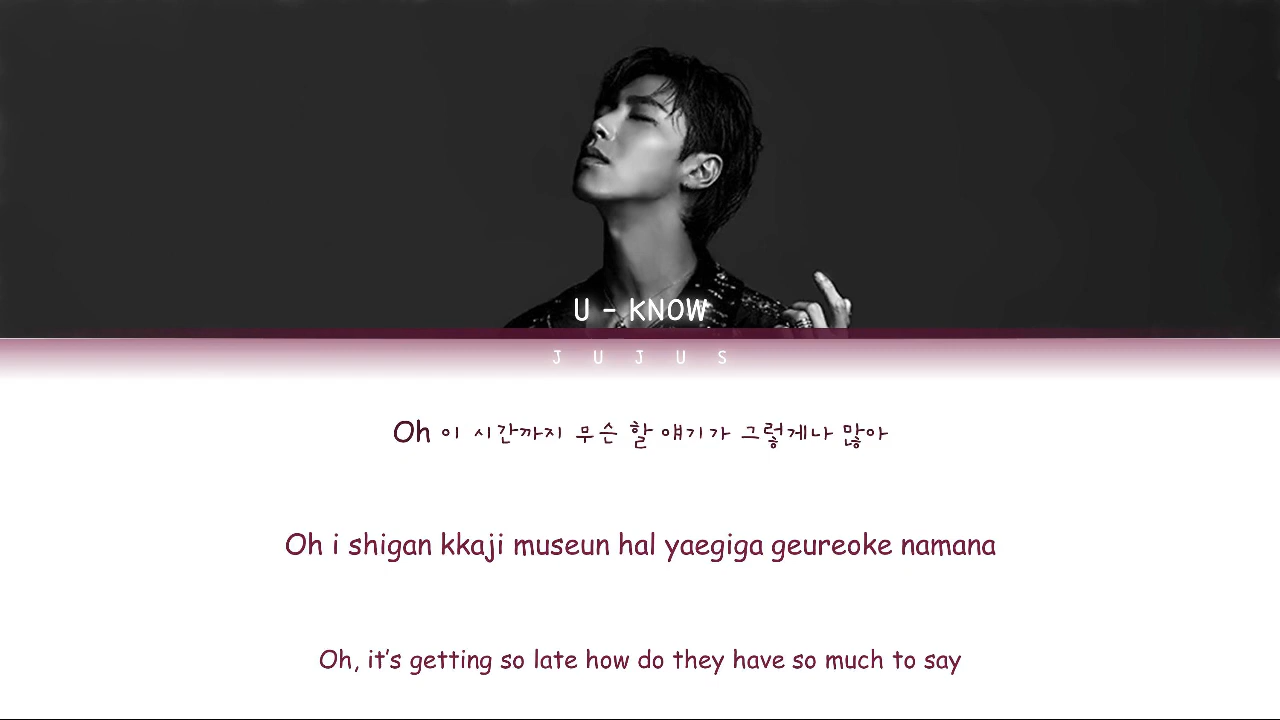 U - KNOW
JUJUS
Oh 이 시간까지 무슨 할 얘기가 그렇게나 많아
Oh i shigan kkaji museun hal yaegiga geureoke namana
Oh, it's getting so late how do they have so much to say